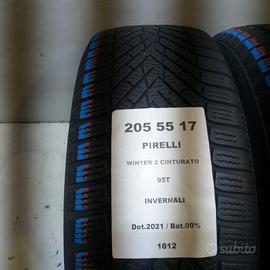 205 55 17
PIRELLI
WINTER 2 CINTURATO
95T
INVERNALI
Dot.2021 / Bat.90%
1812
subito